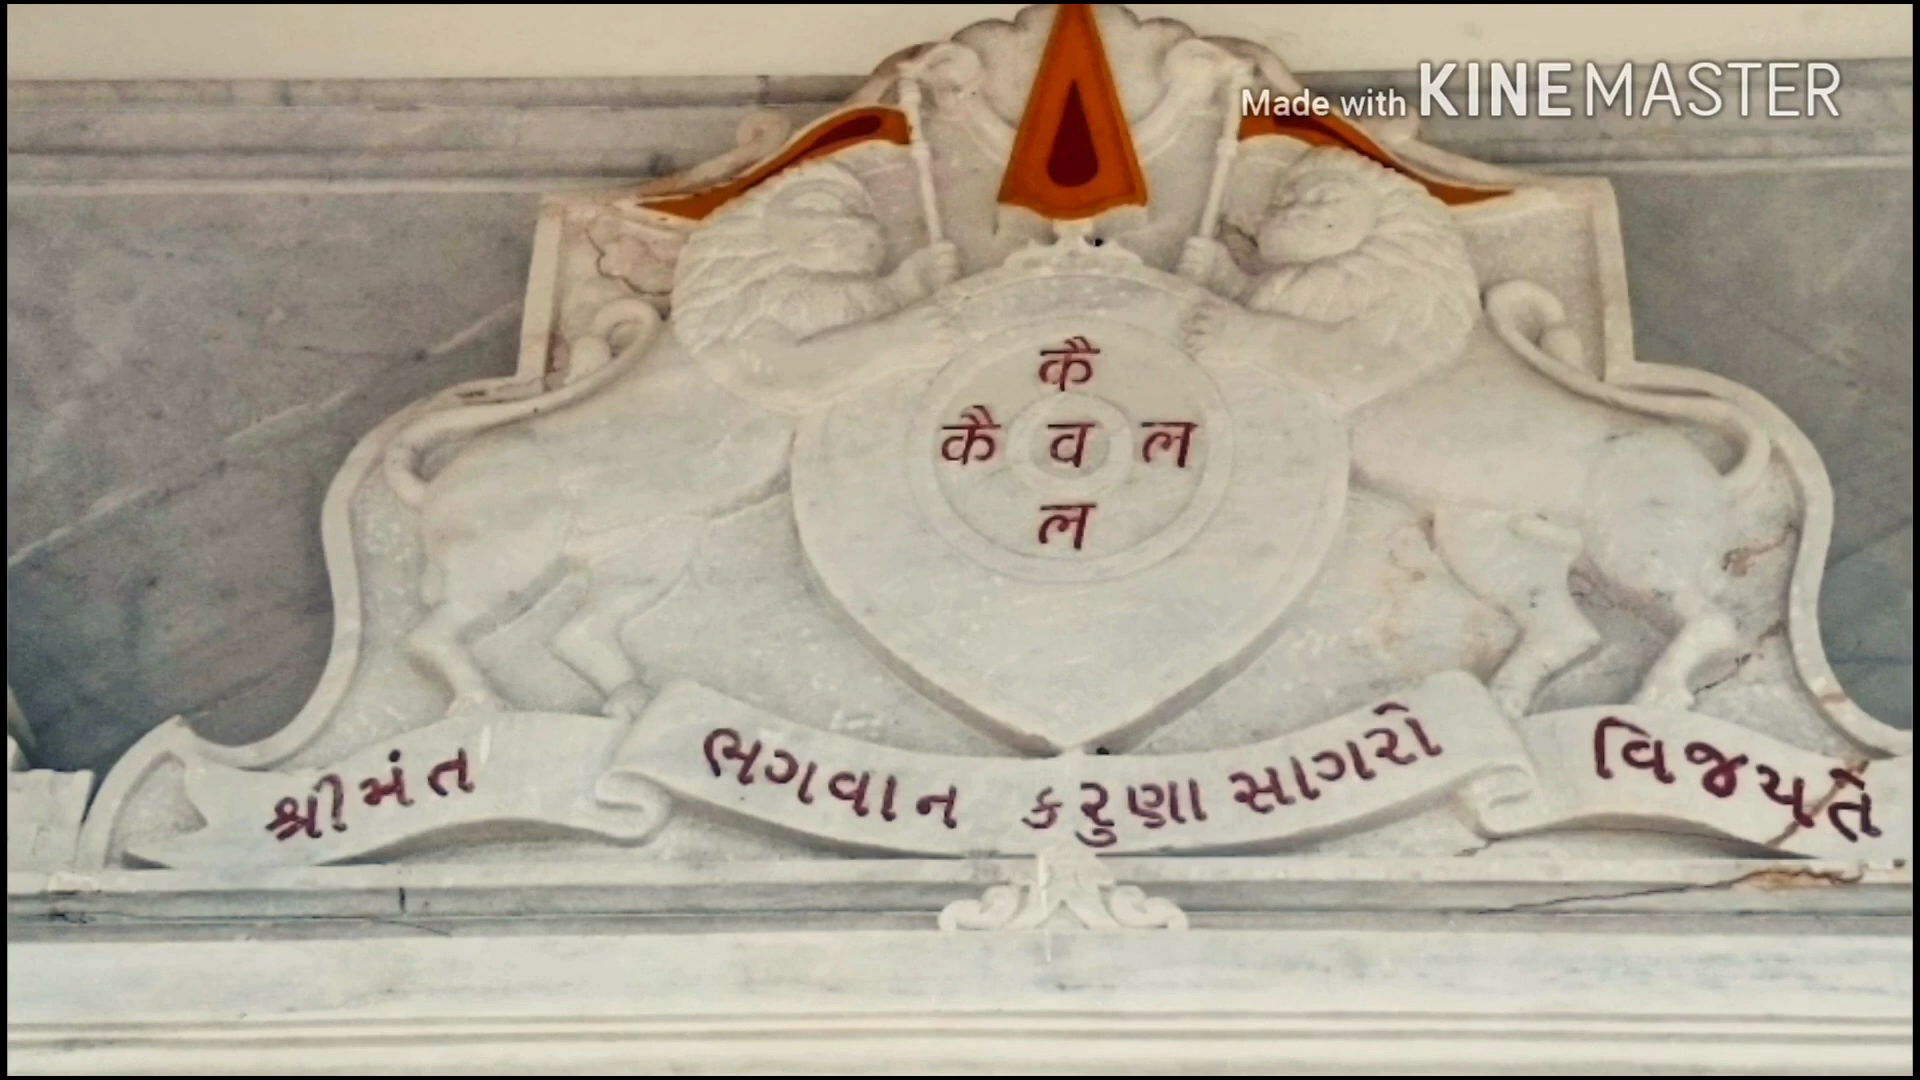 Made with KINEMASTER
कै
कै व ल
ल
શ્રીમંત ભગવાન કરુણા સાગરો વિજયતે